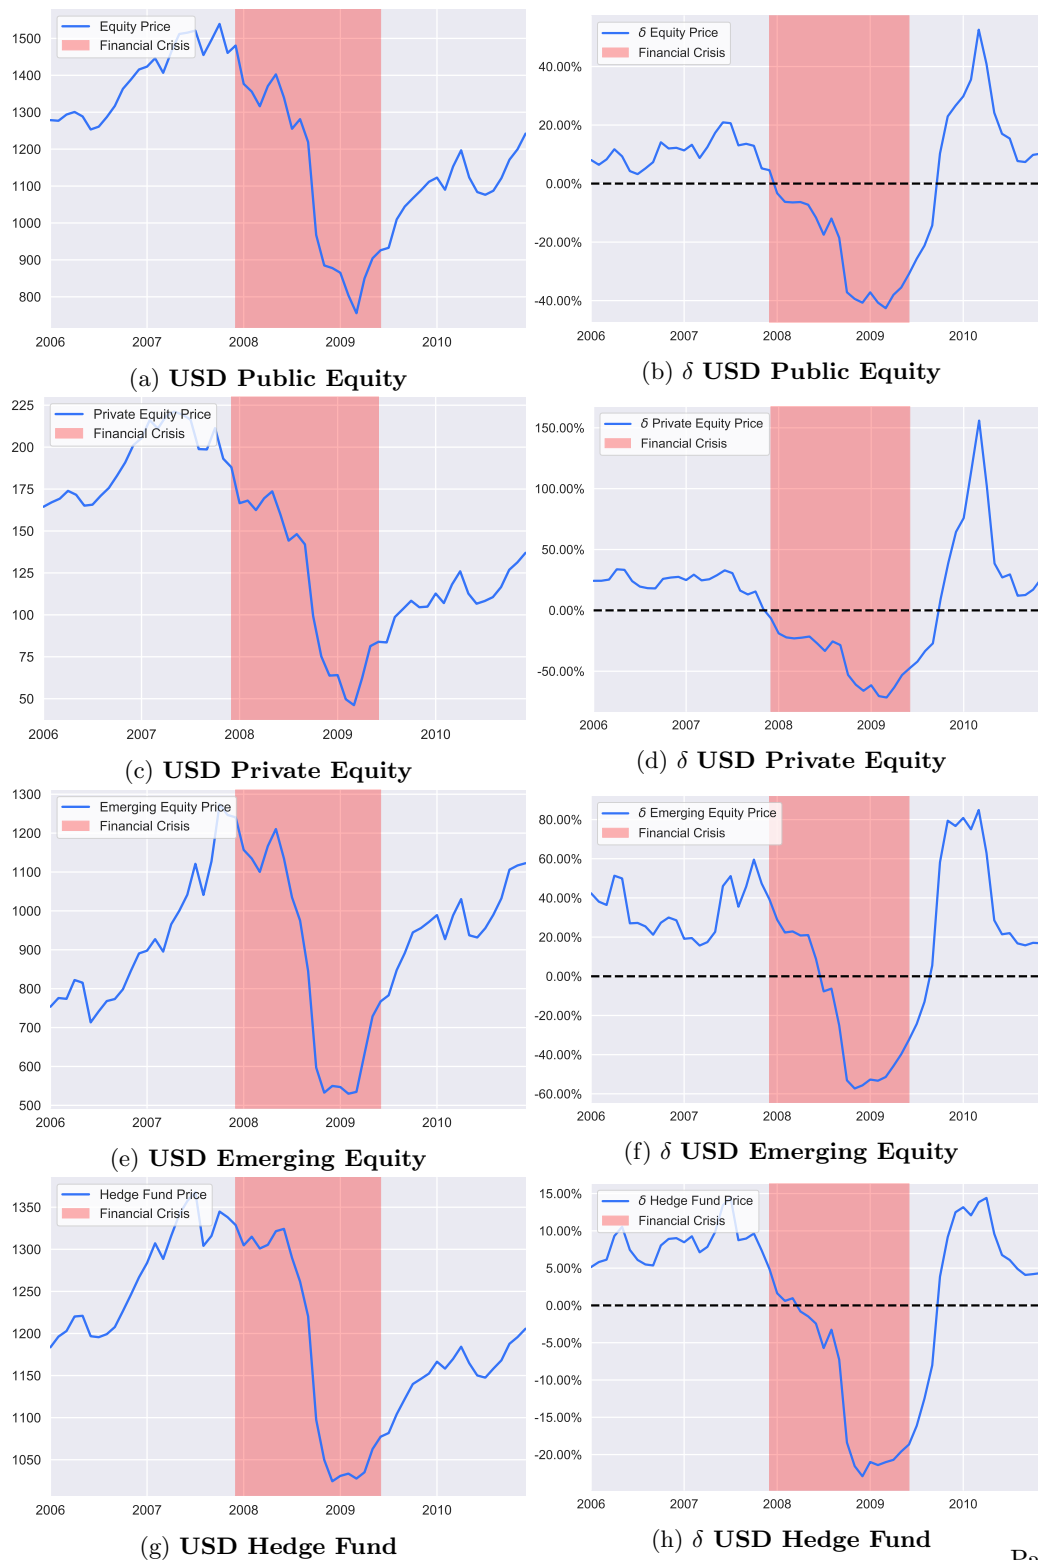 Equity Price
Financial Crisis
1500
1400
1300
1200
1100
1000
900
800
2006 2007 2008 2009 2010
(a) USD Public Equity
δ Equity Price
Financial Crisis
40.00%
20.00%
0.00%
-20.00%
-40.00%
2006 2007 2008 2009 2010
(b) δ USD Public Equity
Private Equity Price
Financial Crisis
225
200
175
150
125
100
75
50
2006 2007 2008 2009 2010
(c) USD Private Equity
δ Private Equity Price
Financial Crisis
150.00%
100.00%
50.00%
0.00%
-50.00%
2006 2007 2008 2009 2010
(d) δ USD Private Equity
Emerging Equity Price
Financial Crisis
1300
1200
1100
1000
900
800
700
600
500
2006 2007 2008 2009 2010
(e) USD Emerging Equity
δ Emerging Equity Price
Financial Crisis
80.00%
60.00%
40.00%
20.00%
0.00%
-20.00%
-40.00%
-60.00%
2006 2007 2008 2009 2010
(f) δ USD Emerging Equity
Hedge Fund Price
Financial Crisis
1350
1300
1250
1200
1150
1100
1050
2006 2007 2008 2009 2010
(g) USD Hedge Fund
δ Hedge Fund Price
Financial Crisis
15.00%
10.00%
5.00%
0.00%
-5.00%
-10.00%
-15.00%
-20.00%
2006 2007 2008 2009 2010
(h) δ USD Hedge Fund